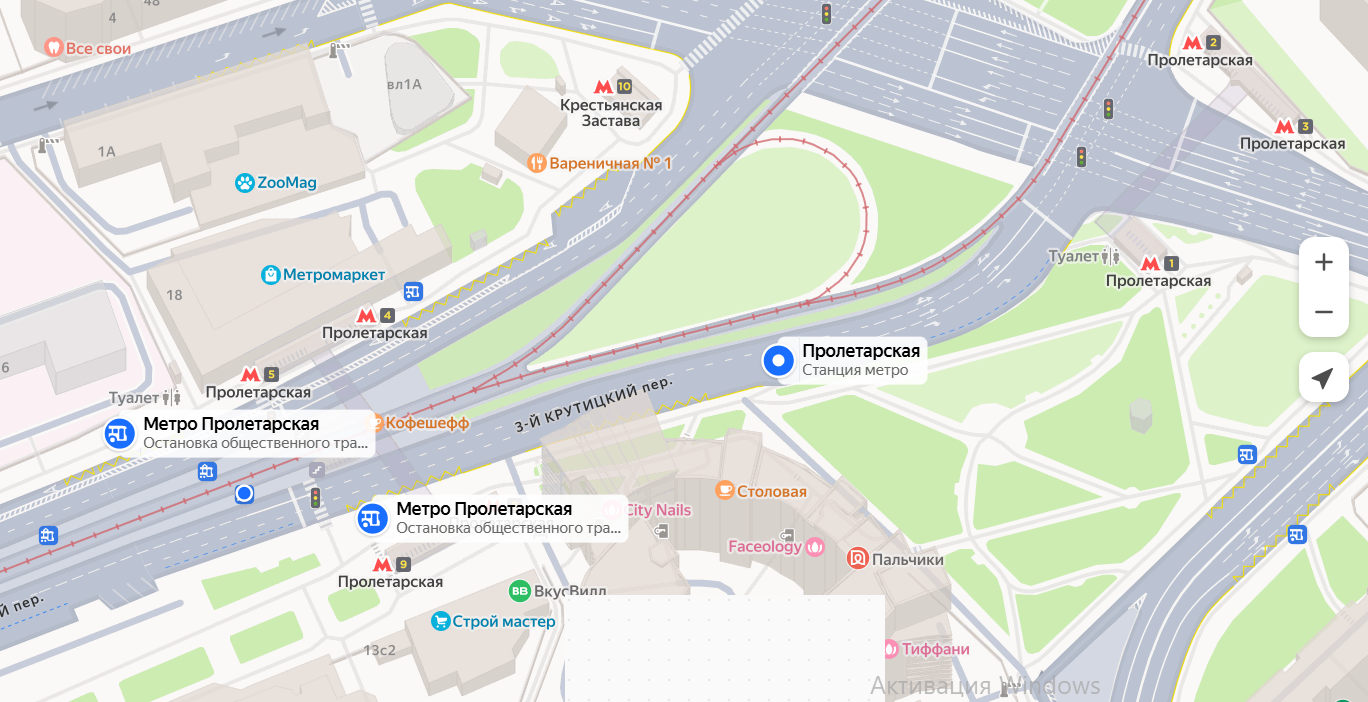 4
48
Все свои
2
Пролетарская
вл1А
10
Крестьянская
Застава
3
Пролетарская
1А
Вареничная № 1
ZooMag
Туалет
1
Пролетарская
Метромаркет
18
4
Пролетарская
Пролетарская
Станция метро
6
5
Пролетарская
Туалет
3-Й КРУТИЦКИЙ пер.
Метро Пролетарская
Остановка общественного тра...
Кофешефф
Столовая
Метро Пролетарская
Остановка общественного тра...
City Nails
Faceology
Пальчики
9
Пролетарская
ВВ
ВкусВилл
Й пер.
Строй мастер
13с2
Тиффани
Активация Windows